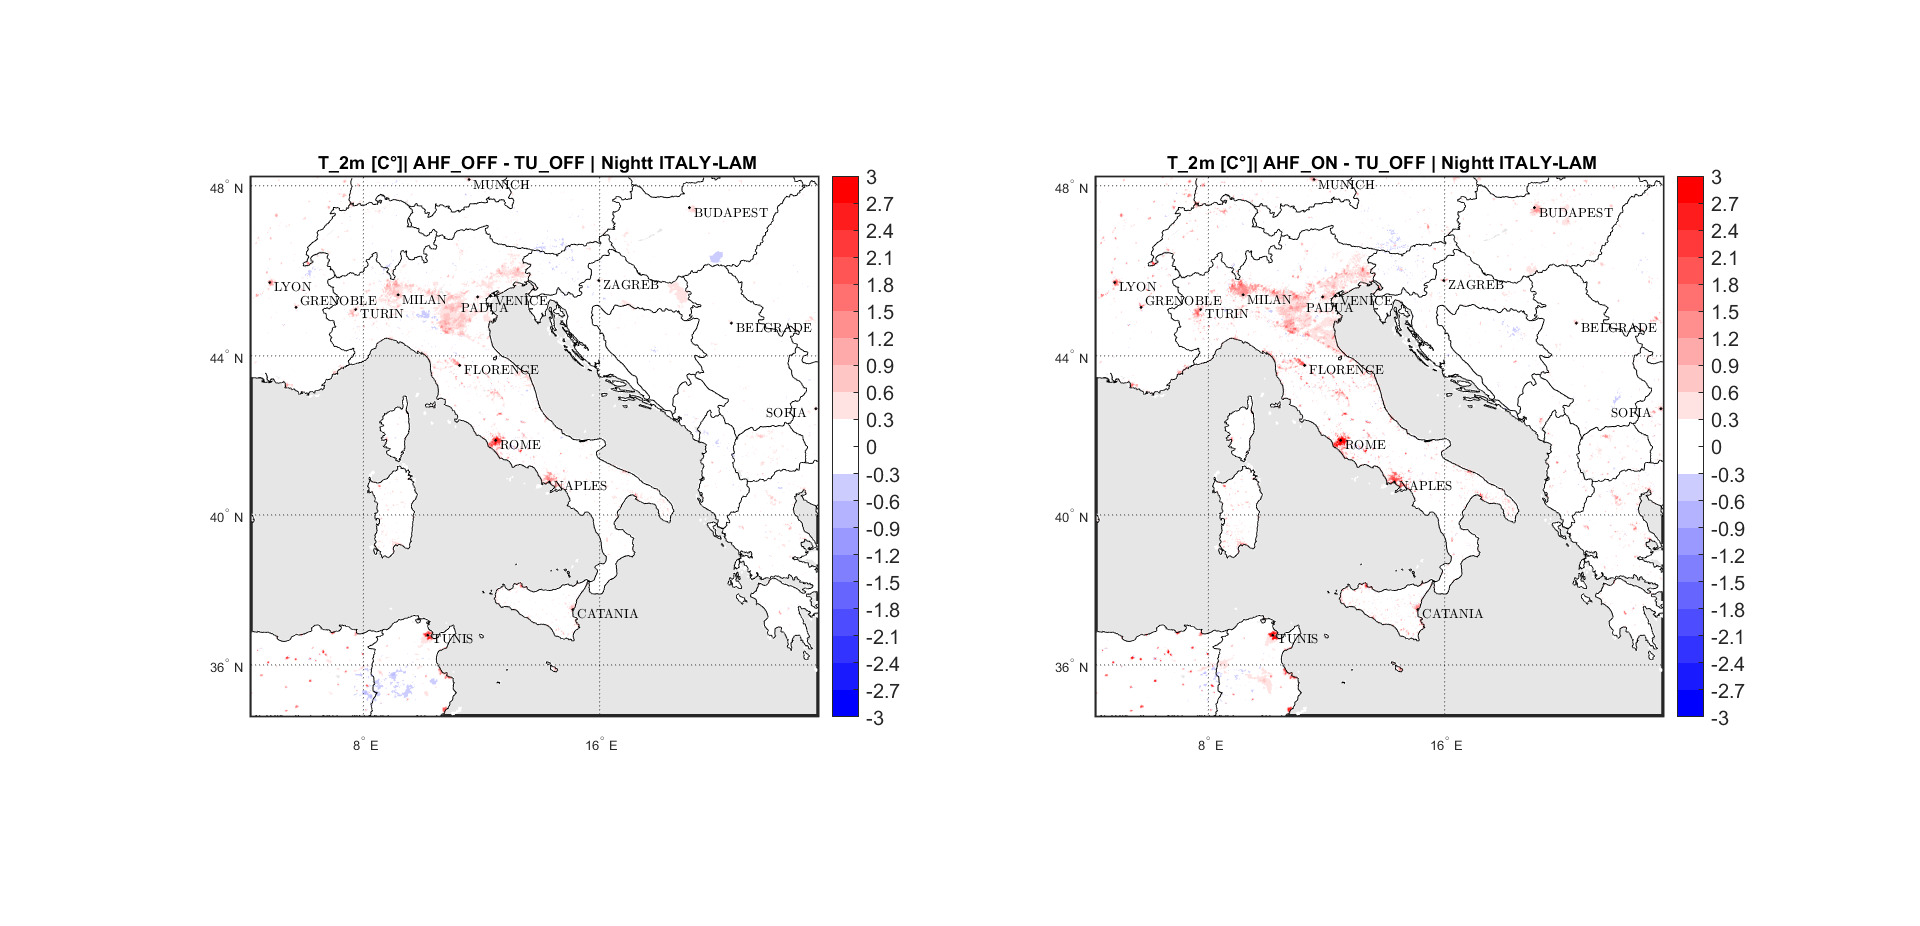 T_2m [C°]| AHF_OFF - TU_OFF | Nightt ITALY-LAM
48° N
44° N
40° N
36° N
8° E
16° E
MUNICH
BUDAPEST
LYON
GRENOBLE
TURIN
MILAN
PADUA
VENICE
ZAGREB
BELGRADE
FLORENCE
SOFIA
ROME
NAPLES
CATANIA
TUNIS
3
2.7
2.4
2.1
1.8
1.5
1.2
0.9
0.6
0.3
0
-0.3
-0.6
-0.9
-1.2
-1.5
-1.8
-2.1
-2.4
-2.7
-3
T_2m [C°]| AHF_ON - TU_OFF | Nightt ITALY-LAM
48° N
44° N
40° N
36° N
8° E
16° E
MUNICH
BUDAPEST
LYON
GRENOBLE
TURIN
MILAN
PADUA
VENICE
ZAGREB
BELGRADE
FLORENCE
SOFIA
ROME
NAPLES
CATANIA
TUNIS
3
2.7
2.4
2.1
1.8
1.5
1.2
0.9
0.6
0.3
0
-0.3
-0.6
-0.9
-1.2
-1.5
-1.8
-2.1
-2.4
-2.7
-3